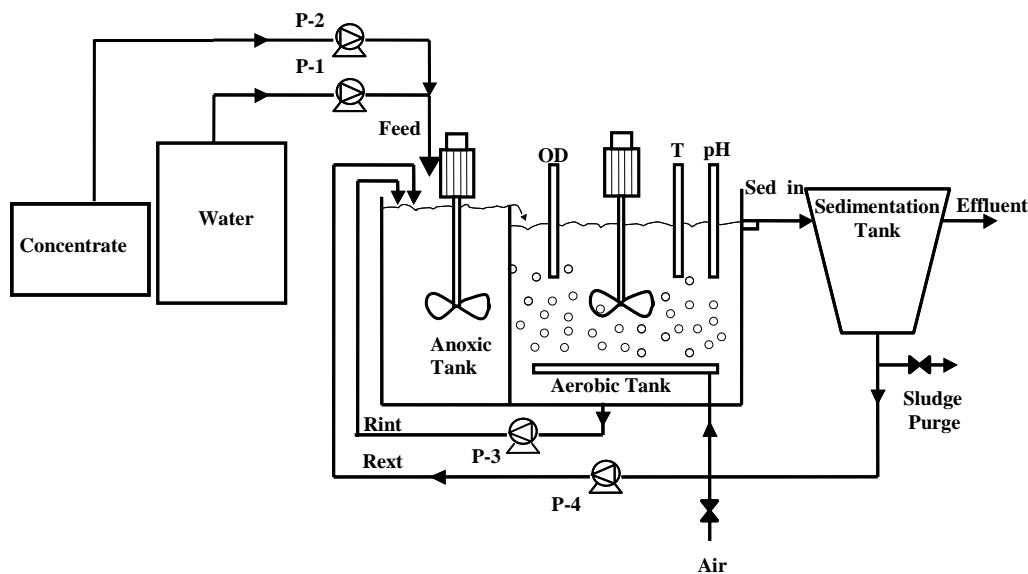 P-2
P-1
Feed
OD
T
pH
Sed in
Water
Concentrate
Sedimentation
Tank
Effluent
Anoxic
Tank
Aerobic Tank
Sludge
Purge
Rint
P-3
Rext
P-4
Air